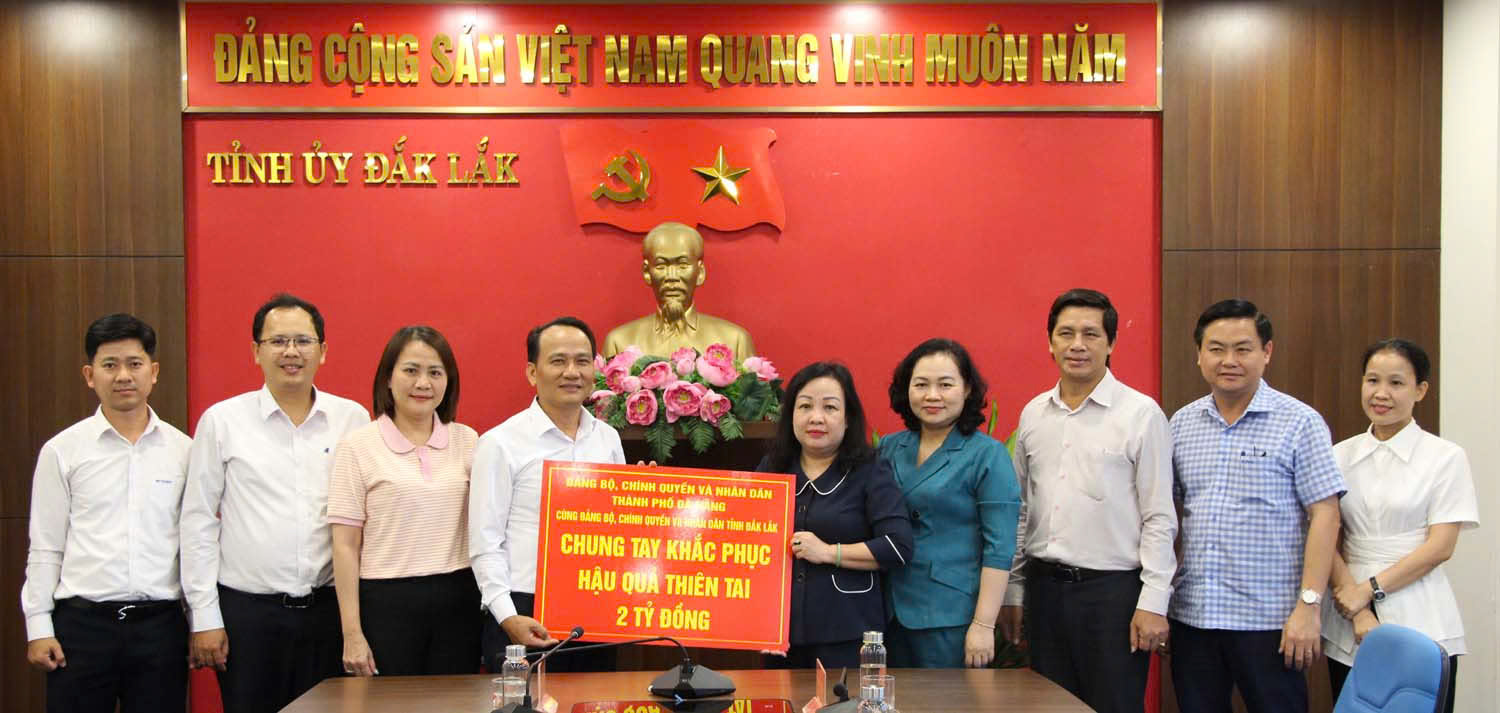 ĐẢNG CỘNG SẢN VIỆT NAM QUANG VINH MUÔN NĂM
TỈNH ỦY ĐẮK LẮK
ĐẢNG BỘ, CHÍNH QUYỀN VÀ NHÂN DÂN
THÀNH PHỐ ĐÀ NẴNG
CÙNG ĐẢNG BỘ, CHÍNH QUYỀN VÀ NHÂN DÂN TỈNH ĐẮK LẮK
CHUNG TAY KHẮC PHỤC
HẬU QUẢ THIÊN TAI
2 TỶ ĐỒNG